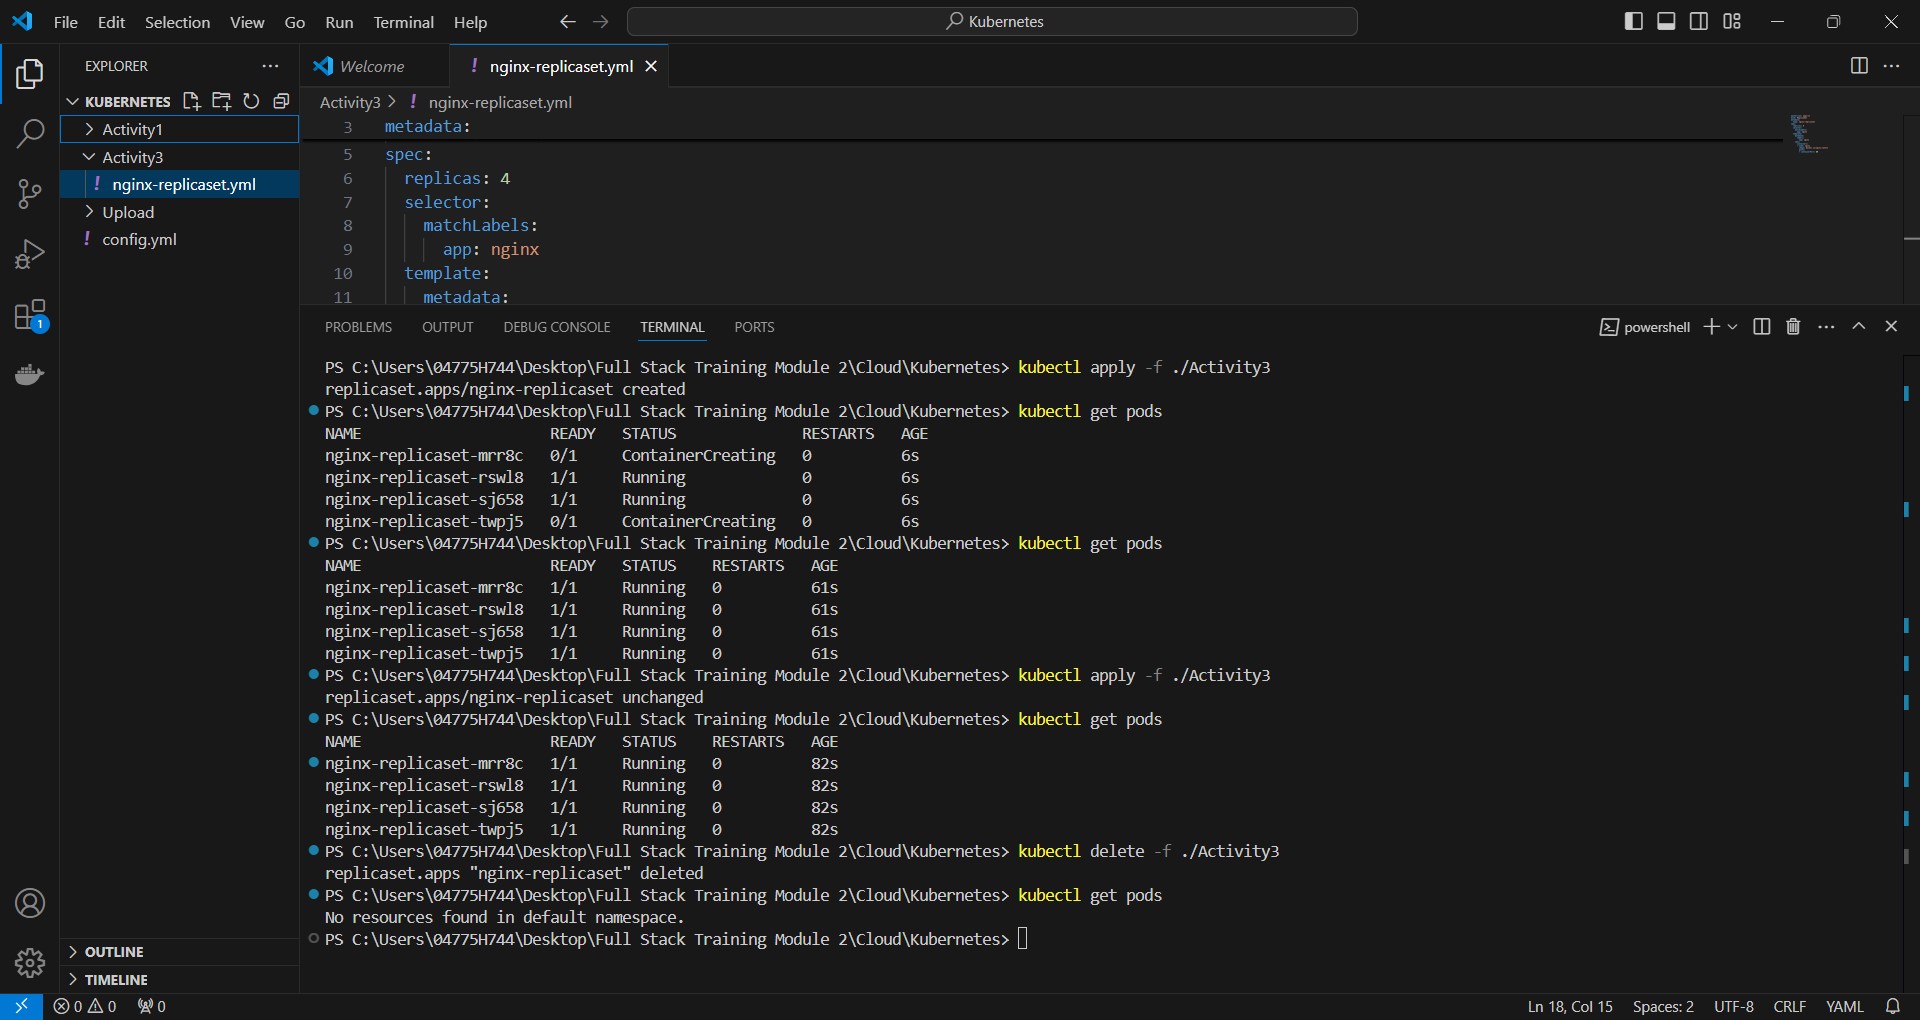 File Edit Selection View Go Run Terminal Help
Kubernetes
EXPLORER
KUBERNETES
Activity1
Activity3
! nginx-replicaset.yml
Upload
! config.yml
OUTLINE
TIMELINE
Welcome
! nginx-replicaset.yml
Activity3 > ! nginx-replicaset.yml
3 metadata:
5 spec:
6 replicas: 4
7 selector:
8 matchLabels:
9 app: nginx
10 template:
11 metadata:
PROBLEMS OUTPUT DEBUG CONSOLE TERMINAL PORTS
powershell
PS C:\Users\04775H744\Desktop\Full Stack Training Module 2\Cloud\Kubernetes> kubectl apply -f ./Activity3
replicaset.apps/nginx-replicaset created
PS C:\Users\04775H744\Desktop\Full Stack Training Module 2\Cloud\Kubernetes> kubectl get pods
NAME READY STATUS RESTARTS AGE
nginx-replicaset-mrr8c 0/1 ContainerCreating 0 6s
nginx-replicaset-rswl8 1/1 Running 0 6s
nginx-replicaset-sj658 1/1 Running 0 6s
nginx-replicaset-twpj5 0/1 ContainerCreating 0 6s
PS C:\Users\04775H744\Desktop\Full Stack Training Module 2\Cloud\Kubernetes> kubectl get pods
NAME READY STATUS RESTARTS AGE
nginx-replicaset-mrr8c 1/1 Running 0 61s
nginx-replicaset-rswl8 1/1 Running 0 61s
nginx-replicaset-sj658 1/1 Running 0 61s
nginx-replicaset-twpj5 1/1 Running 0 61s
PS C:\Users\04775H744\Desktop\Full Stack Training Module 2\Cloud\Kubernetes> kubectl apply -f ./Activity3
replicaset.apps/nginx-replicaset unchanged
PS C:\Users\04775H744\Desktop\Full Stack Training Module 2\Cloud\Kubernetes> kubectl get pods
NAME READY STATUS RESTARTS AGE
nginx-replicaset-mrr8c 1/1 Running 0 82s
nginx-replicaset-rswl8 1/1 Running 0 82s
nginx-replicaset-sj658 1/1 Running 0 82s
nginx-replicaset-twpj5 1/1 Running 0 82s
PS C:\Users\04775H744\Desktop\Full Stack Training Module 2\Cloud\Kubernetes> kubectl delete -f ./Activity3
replicaset.apps "nginx-replicaset" deleted
PS C:\Users\04775H744\Desktop\Full Stack Training Module 2\Cloud\Kubernetes> kubectl get pods
No resources found in default namespace.
PS C:\Users\04775H744\Desktop\Full Stack Training Module 2\Cloud\Kubernetes>
1
0 0 0
Ln 18, Col 15 Spaces: 2 UTF-8 CRLF YAML